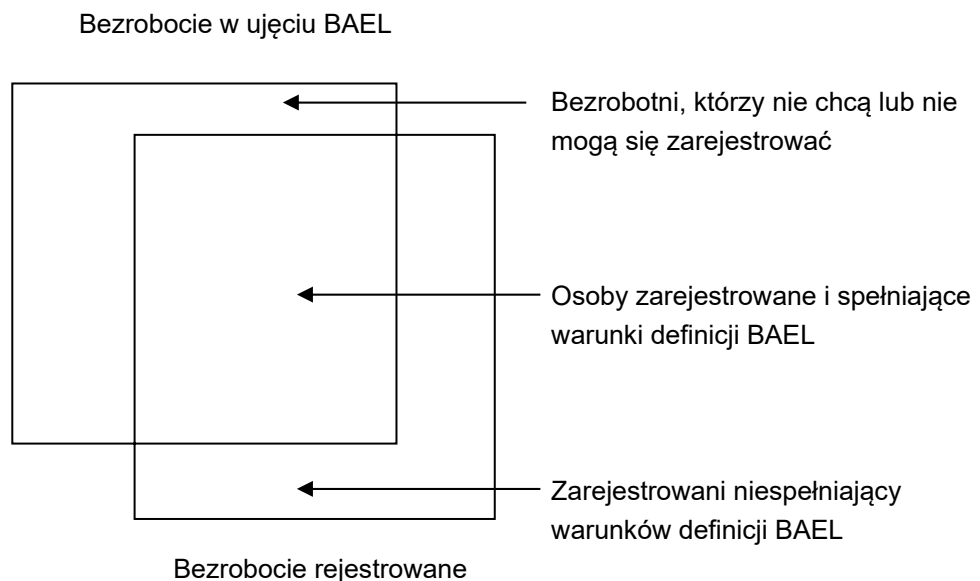 Bezrobocie w ujęciu BAEL
Bezrobotni, którzy nie chcą lub nie
mogą się zarejestrować
Osoby zarejestrowane i spełniające
warunki definicji BAEL
Zarejestrowani niespełniający
warunków definicji BAEL
Bezrobocie rejestrowane